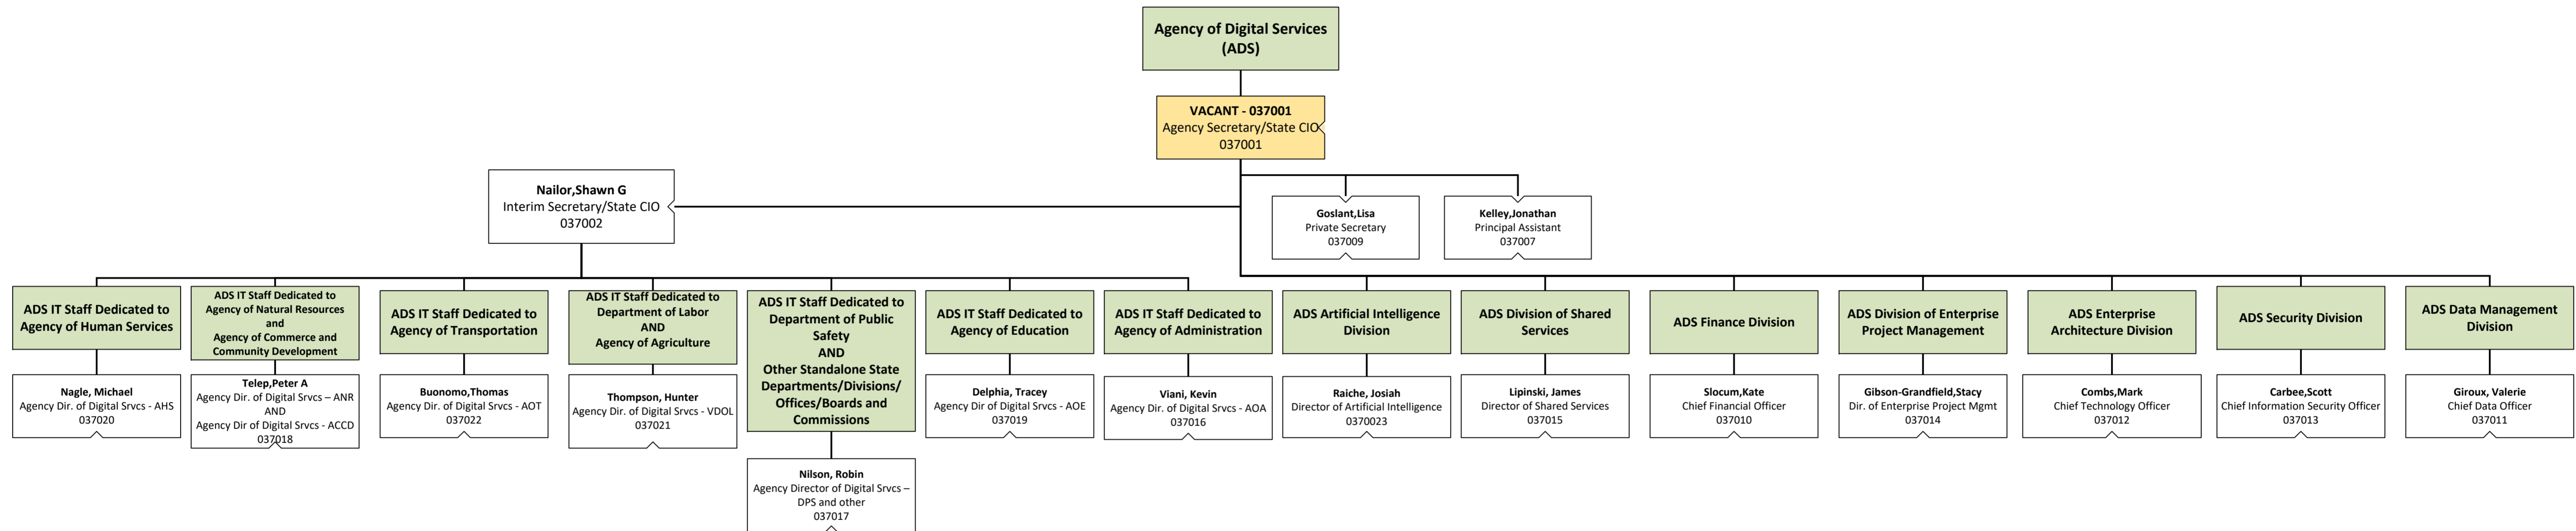 Agency of Digital Services
(ADS)
VACANT - 037001
Agency Secretary/State CIO
037001
Nailor,Shawn G
Interim Secretary/State CIO
037002
Goslant,Lisa
Private Secretary
037009
Kelley,Jonathan
Principal Assistant
037007
ADS IT Staff Dedicated to
Agency of Human Services
Nagle, Michael
Agency Dir. of Digital Srvcs - AHS
037020
ADS IT Staff Dedicated to
Agency of Natural Resources
and
Agency of Commerce and
Community Development
Telep,Peter A
Agency Dir. of Digital Srvcs – ANR
AND
Agency Dir of Digital Srvcs - ACCD
037018
ADS IT Staff Dedicated to
Agency of Transportation
Buonomo,Thomas
Agency Dir. of Digital Srvcs - AOT
037022
ADS IT Staff Dedicated to
Department of Labor
AND
Agency of Agriculture
Thompson, Hunter
Agency Dir. of Digital Srvcs - VDOL
037021
ADS IT Staff Dedicated to
Department of Public
Safety
AND
Other Standalone State
Departments/Divisions/
Offices/Boards and
Commissions
Nilson, Robin
Agency Director of Digital Srvcs –
DPS and other
037017
ADS IT Staff Dedicated to
Agency of Education
Delphia, Tracey
Agency Dir of Digital Srvcs - AOE
037019
ADS IT Staff Dedicated to
Agency of Administration
Viani, Kevin
Agency Dir. of Digital Srvcs - AOA
037016
ADS Artificial Intelligence
Division
Raiche, Josiah
Director of Artificial Intelligence
0370023
ADS Division of Shared
Services
Lipinski, James
Director of Shared Services
037015
ADS Finance Division
Slocum,Kate
Chief Financial Officer
037010
ADS Division of Enterprise
Project Management
Gibson-Grandfield,Stacy
Dir. of Enterprise Project Mgmt
037014
ADS Enterprise
Architecture Division
Combs,Mark
Chief Technology Officer
037012
ADS Security Division
Carbee,Scott
Chief Information Security Officer
037013
ADS Data Management
Division
Giroux, Valerie
Chief Data Officer
037011